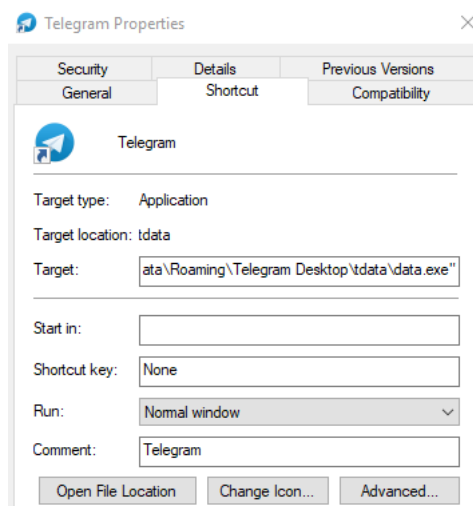 Telegram Properties
Security Details Previous Versions
General Shortcut Compatibility
Telegram
Target type: Application
Target location: tdata
Target: ata\Roaming\Telegram Desktop\tdata\data.exe"
Start in:
Shortcut key: None
Run: Normal window
Comment: Telegram
Open File Location Change Icon... Advanced...